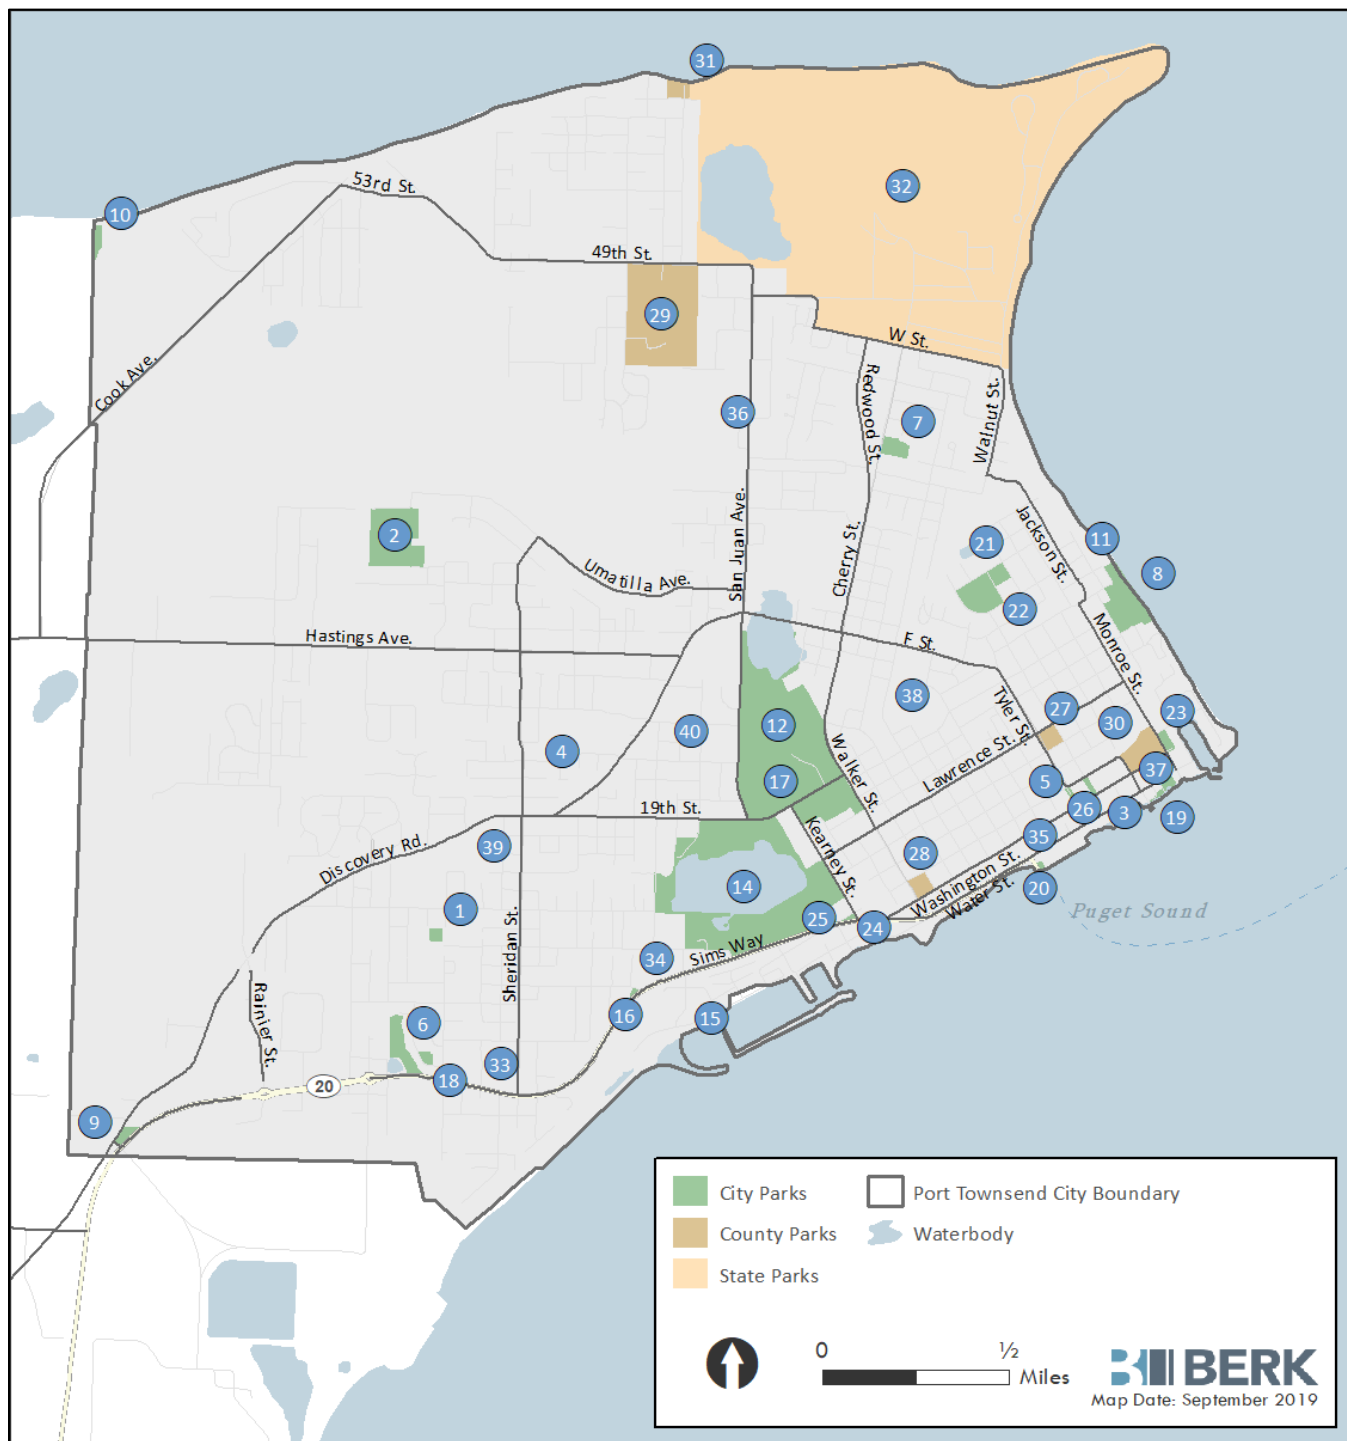 31
32
53rd St.
10
49th St.
29
W St.
Cook Ave.
Redwood St.
Walnut St.
36
7
2
San Juan Ave.
Cherry St.
21
Jackson St.
11
8
Umatilla Ave.
22
Hastings Ave.
F St.
Monroe St.
38
Tyler St.
27
30
23
12
40
4
Walker St.
Lawrence St.
37
17
5
26
3
19
19th St.
Kearney St.
35
Discovery Rd.
39
28
Washington St.
14
20
Water St.
1
25
24
Puget Sound
Sheridan St.
34
Sims Way
Rainier St.
16
15
6
33
18
20
9
City Parks
Port Townsend City Boundary
County Parks
Waterbody
State Parks
0 ½
Miles
BERK
Map Date: September 2019